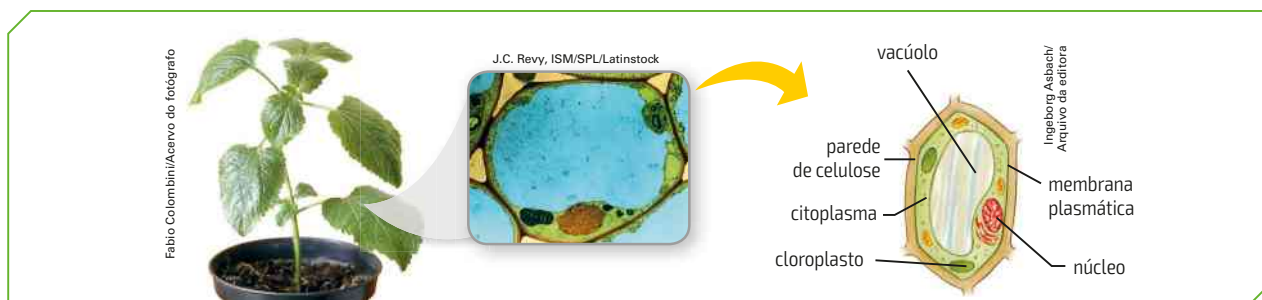 Fabio Colombini/Acervo do fotógrafo
J.C. Revy, ISM/SPL/Latinstock
vacúolo
Ingeborg Asbach/
Arquivo da editora
parede
de celulose
membrana
plasmática
citoplasma
cloroplasto
núcleo